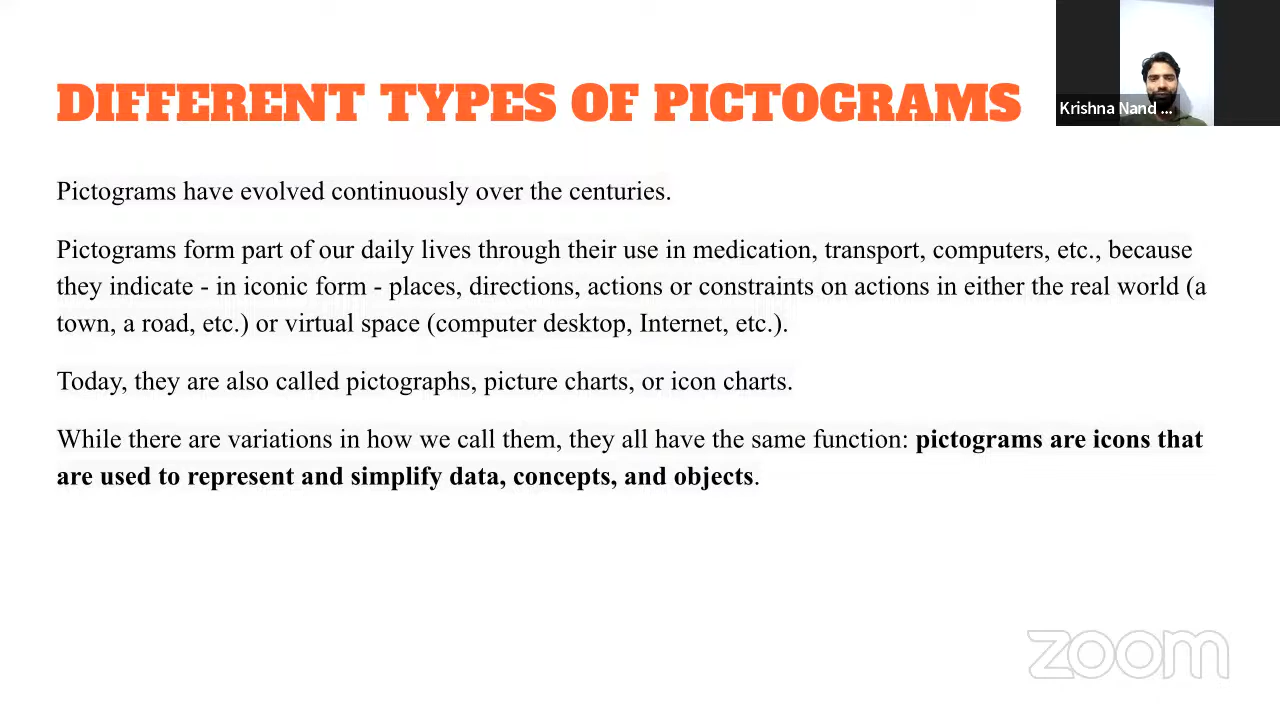 DIFFERENT TYPES OF PICTOGRAMS
Krishna Nand ...
Pictograms have evolved continuously over the centuries.
Pictograms form part of our daily lives through their use in medication, transport, computers, etc., because
they indicate - in iconic form - places, directions, actions or constraints on actions in either the real world (a
town, a road, etc.) or virtual space (computer desktop, Internet, etc.).
Today, they are also called pictographs, picture charts, or icon charts.
While there are variations in how we call them, they all have the same function: pictograms are icons that
are used to represent and simplify data, concepts, and objects.
zoom